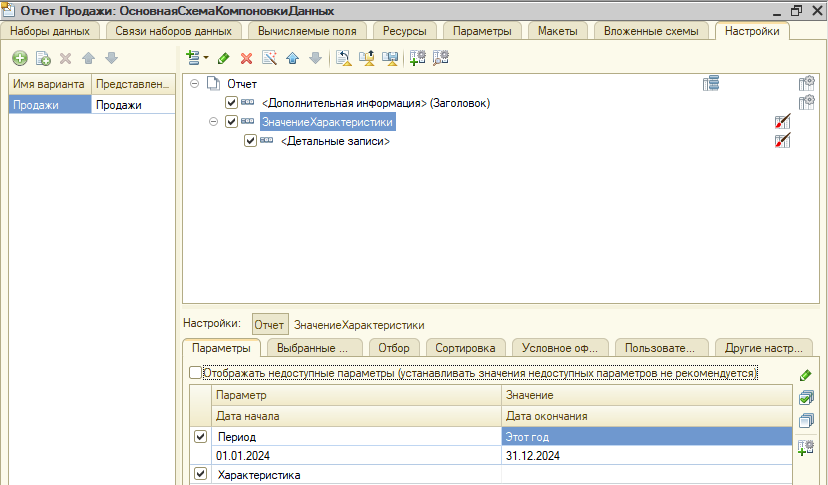 Отчет Продажи: ОсновнаяСхемаКомпоновкиДанных
Наборы данных Связи наборов данных Вычисляемые поля Ресурсы Параметры Макеты Вложенные схемы Настройки
Имя варианта Представлен...
Продажи Продажи
Отчет
<Дополнительная информация> (Заголовок)
ЗначениеХарактеристики
<Детальные записи>
Настройки: Отчет ЗначениеХарактеристики
Параметры Выбранные ... Отбор Сортировка Условное оф... Пользовате... Другие настр...
Отображать недоступные параметры (устанавливать значения недоступных параметров не рекомендуется)
Параметр Значение
Дата начала Дата окончания
Период Этот год
01.01.2024 31.12.2024
Характеристика